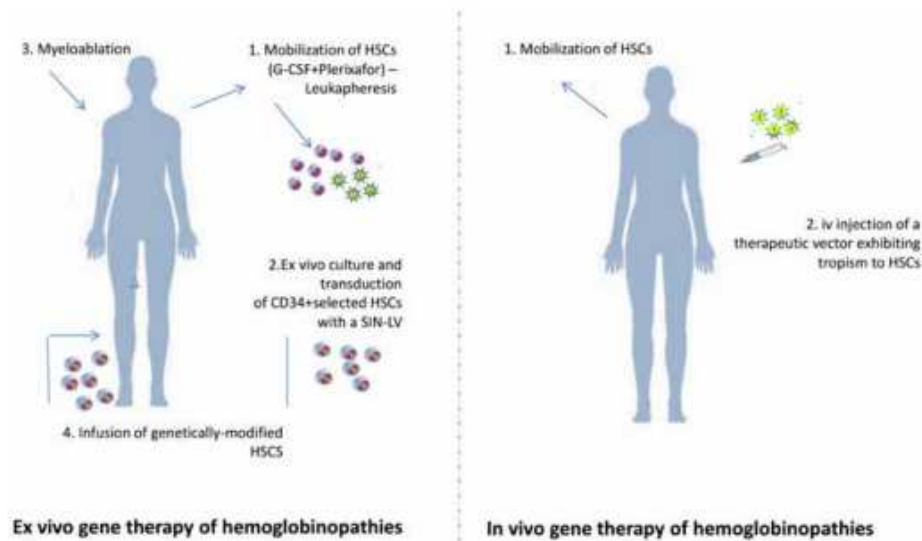 3. Myeloablation
1. Mobilization of HSCs
(G-CSF+Plerixafor) –
Leukapheresis
2.Ex vivo culture and
transduction
of CD34+selected HSCs
with a SIN-LV
4. Infusion of genetically-modified
HSCS
Ex vivo gene therapy of hemoglobinopathies
1. Mobilization of HSCs
2. iv injection of a
therapeutic vector exhibiting
tropism to HSCs
In vivo gene therapy of hemoglobinopathies